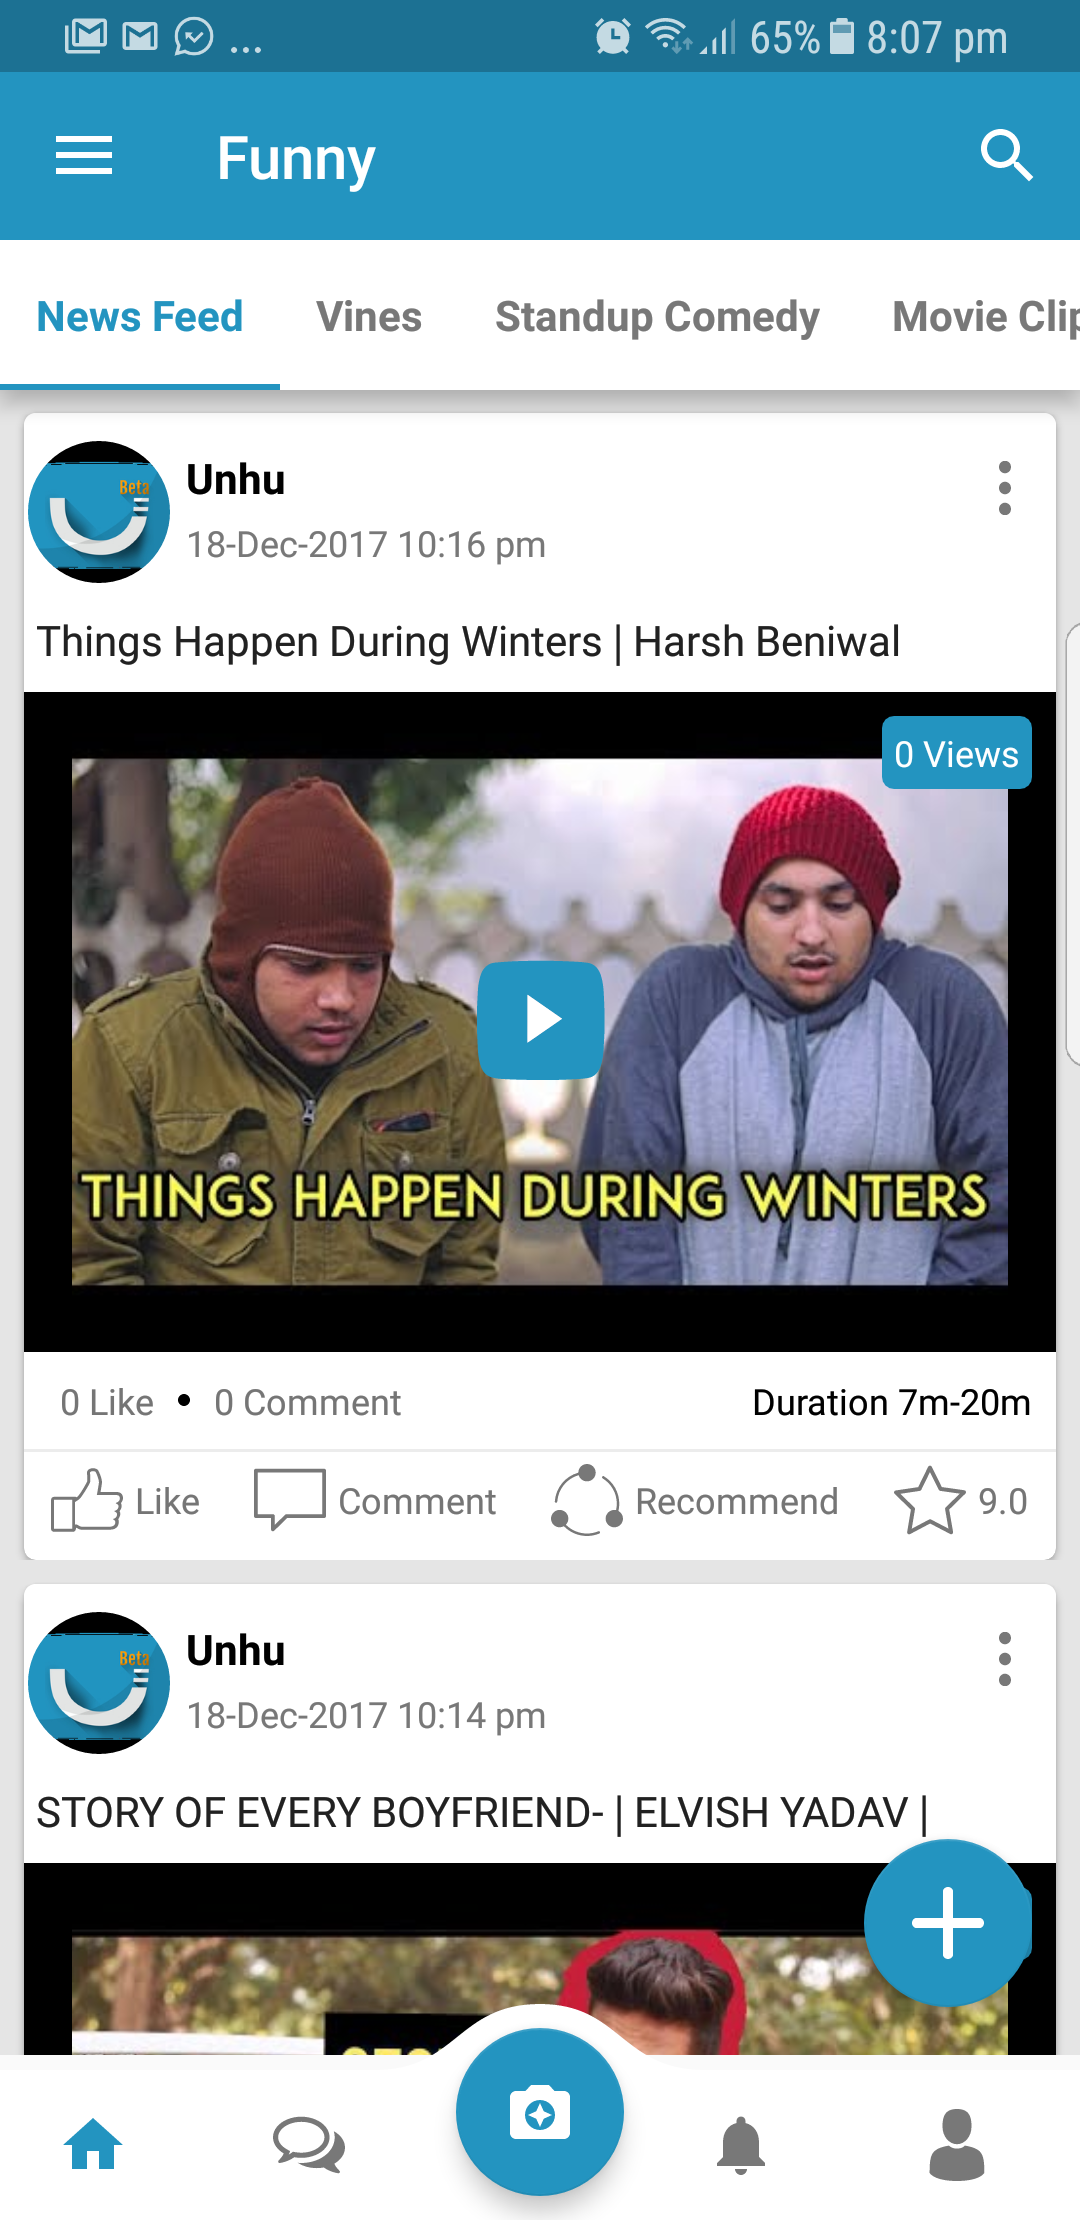 ... 65% 8:07 pm
Funny
News Feed Vines Standup Comedy Movie Clip
Beta
Unhu
18-Dec-2017 10:16 pm
Things Happen During Winters | Harsh Beniwal
0 Views
THINGS HAPPEN DURING WINTERS
0 Like • 0 Comment Duration 7m-20m
Like Comment Recommend 9.0
Beta
Unhu
18-Dec-2017 10:14 pm
STORY OF EVERY BOYFRIEND- | ELVISH YADAV |